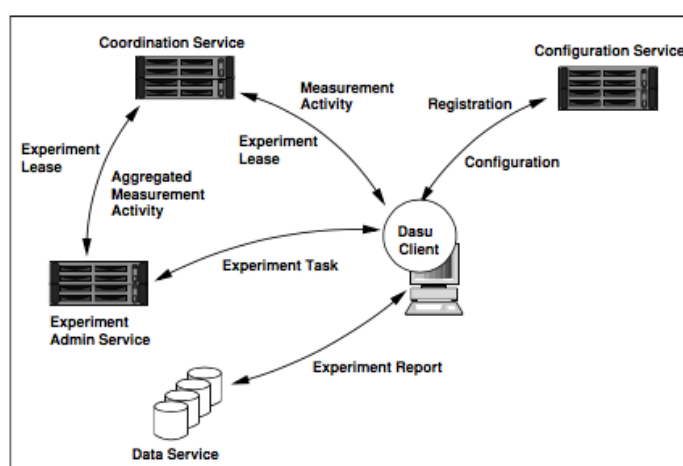 Coordination Service
Configuration Service
Measurement
Activity
Registration
Experiment
Lease
Experiment
Lease
Aggregated
Measurement
Activity
Configuration
Dasu
Client
Experiment Task
Experiment
Admin Service
Experiment Report
Data Service